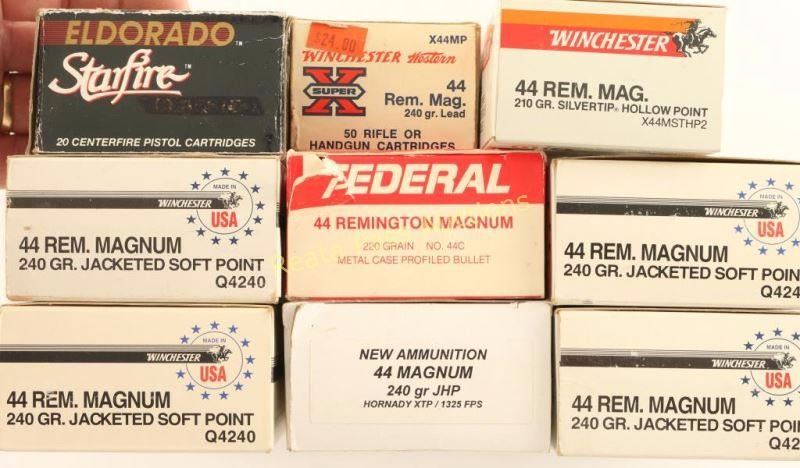 ELDORADO™
Starfire™
20 CENTERFIRE PISTOL CARTRIDGES
$24.00
X44MP
WINCHESTER Western
SUPER X
44
Rem. Mag.
240 gr. Lead
50 RIFLE OR
HANDGUN CARTRIDGES
WINCHESTER
44 REM. MAG.
210 GR. SILVERTIP® HOLLOW POINT
X44MSTHP2
MADE IN
USA
WINCHESTER
44 REM. MAGNUM
240 GR. JACKETED SOFT POINT
Q4240
FEDERAL
44 REMINGTON MAGNUM
220 GRAIN NO. 44C
METAL CASE PROFILED BULLET
MADE IN
USA
WINCHESTER
44 REM. MAGNUM
240 GR. JACKETED SOFT POINT
Q424
MADE IN
USA
WINCHESTER
44 REM. MAGNUM
240 GR. JACKETED SOFT POINT
Q4240
NEW AMMUNITION
44 MAGNUM
240 gr JHP
HORNADY XTP / 1325 FPS
MADE IN
USA
WINCHESTER
44 REM. MAGNUM
240 GR. JACKETED SOFT POINT
Q42